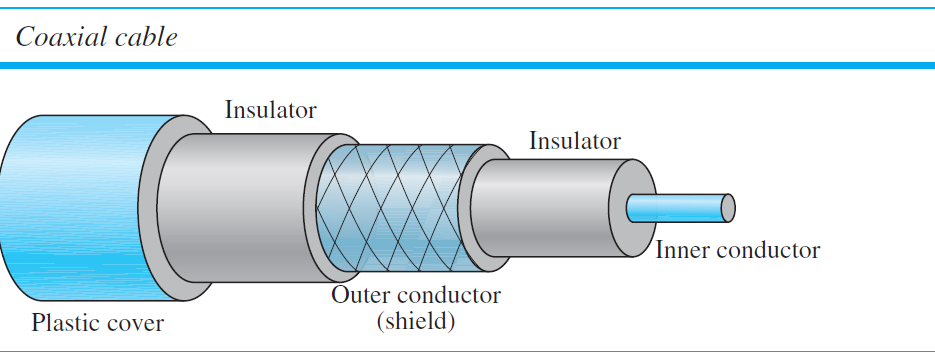 Coaxial cable
Insulator
Insulator
Inner conductor
Outer conductor
(shield)
Plastic cover